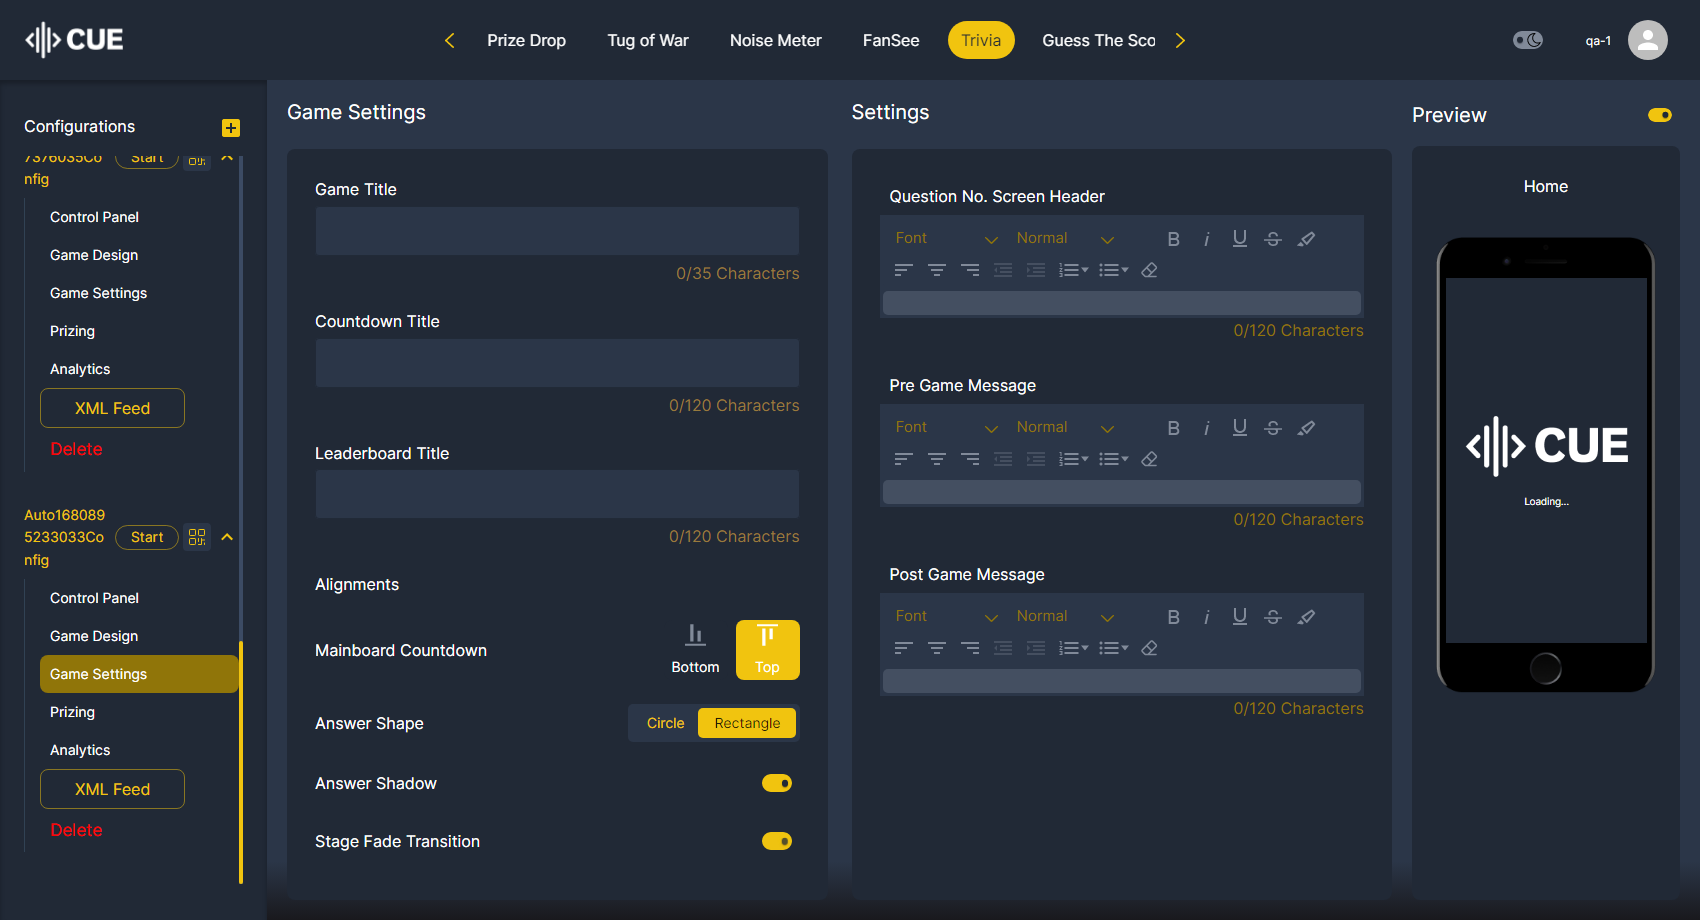 CUE
Prize Drop
Tug of War
Noise Meter
FanSee
Trivia
Guess The Sco
qa-1
Configurations
7376035Co
nfig
Start
Control Panel
Game Design
Game Settings
Prizing
Analytics
XML Feed
Delete
Auto168089
5233033Co
nfig
Start
Control Panel
Game Design
Game Settings
Prizing
Analytics
XML Feed
Delete
Game Settings
Game Title
0/35 Characters
Countdown Title
0/120 Characters
Leaderboard Title
0/120 Characters
Alignments
Mainboard Countdown
Bottom
Top
Answer Shape
Circle
Rectangle
Answer Shadow
Stage Fade Transition
Settings
Question No. Screen Header
Font
Normal
B i U S
0/120 Characters
Pre Game Message
Font
Normal
B i U S
0/120 Characters
Post Game Message
Font
Normal
B i U S
0/120 Characters
Preview
Home
CUE
Loading...